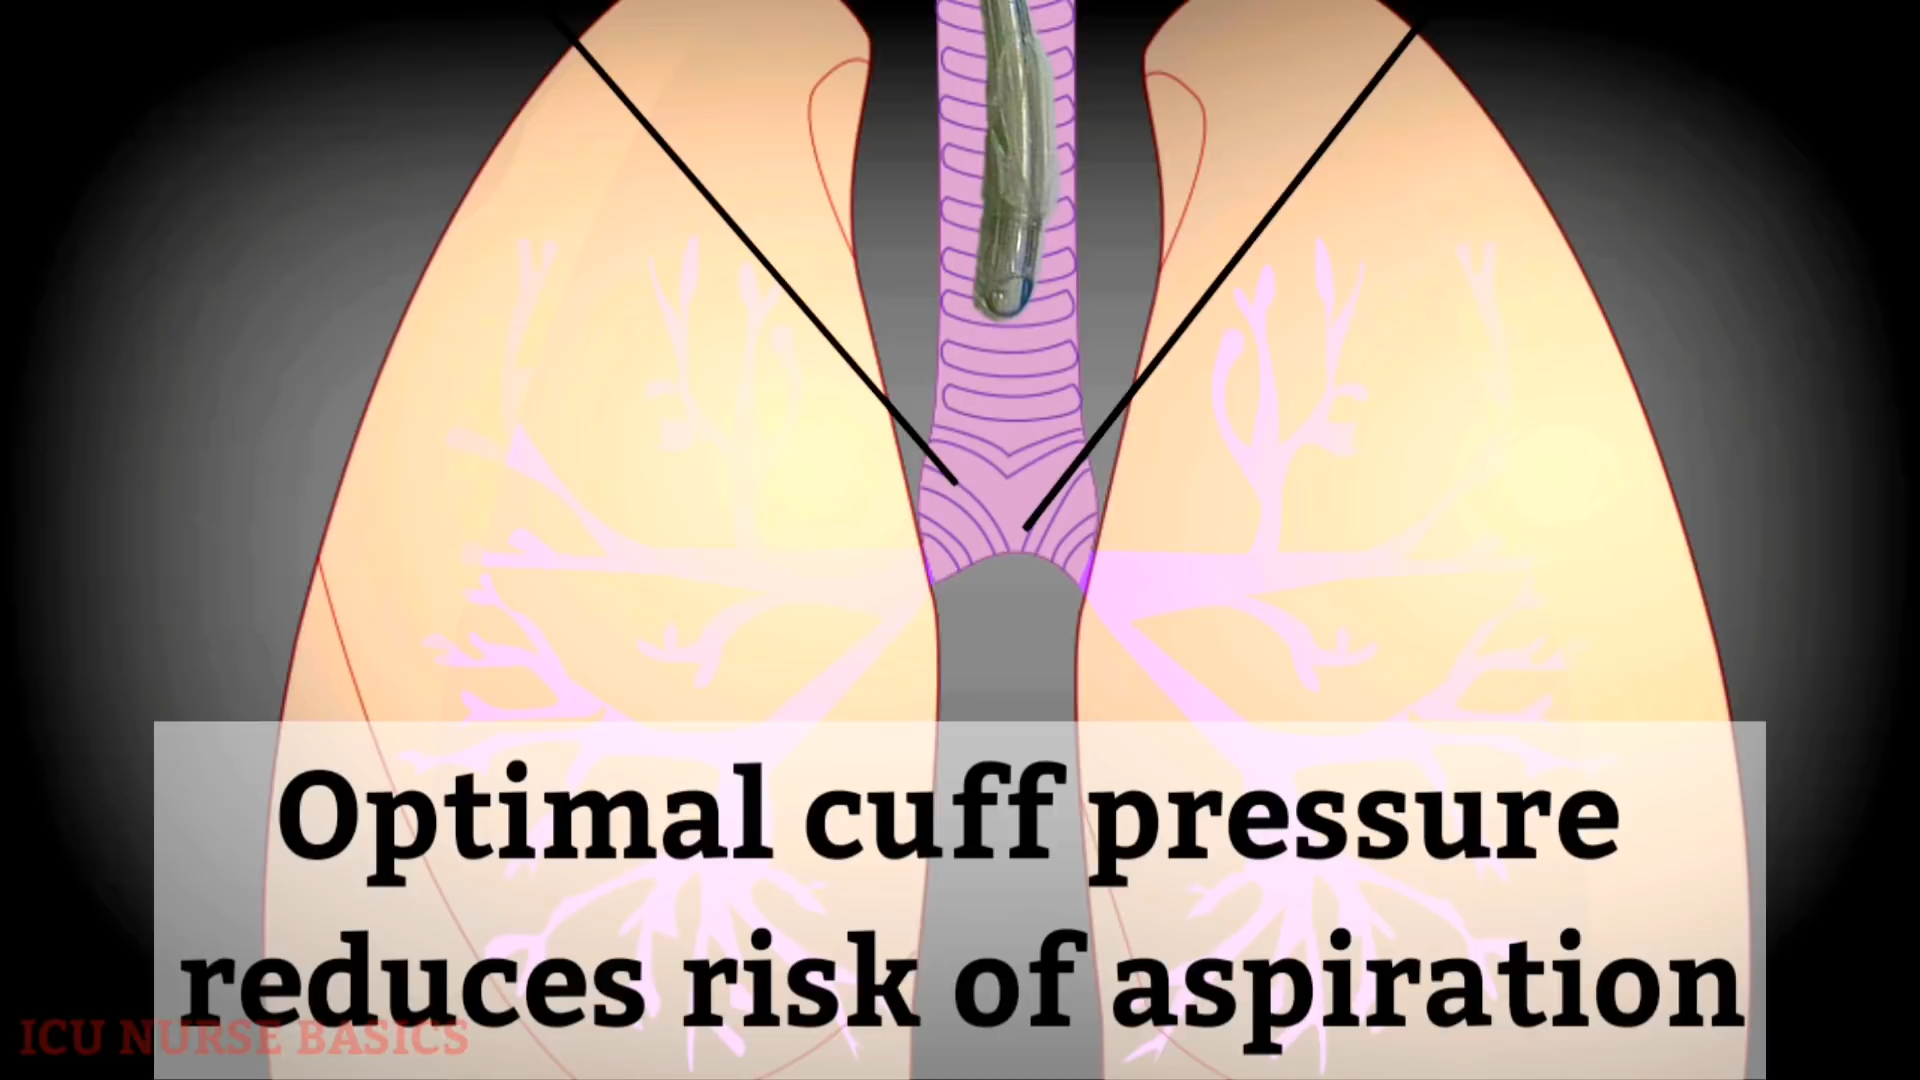 Optimal cuff pressure
reduces risk of aspiration
ICU NURSE BASICS